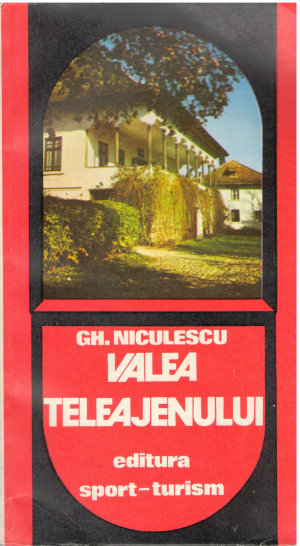 GH. NICULESCU
VALEA
TELEAJENULUI
editura
sport-turism